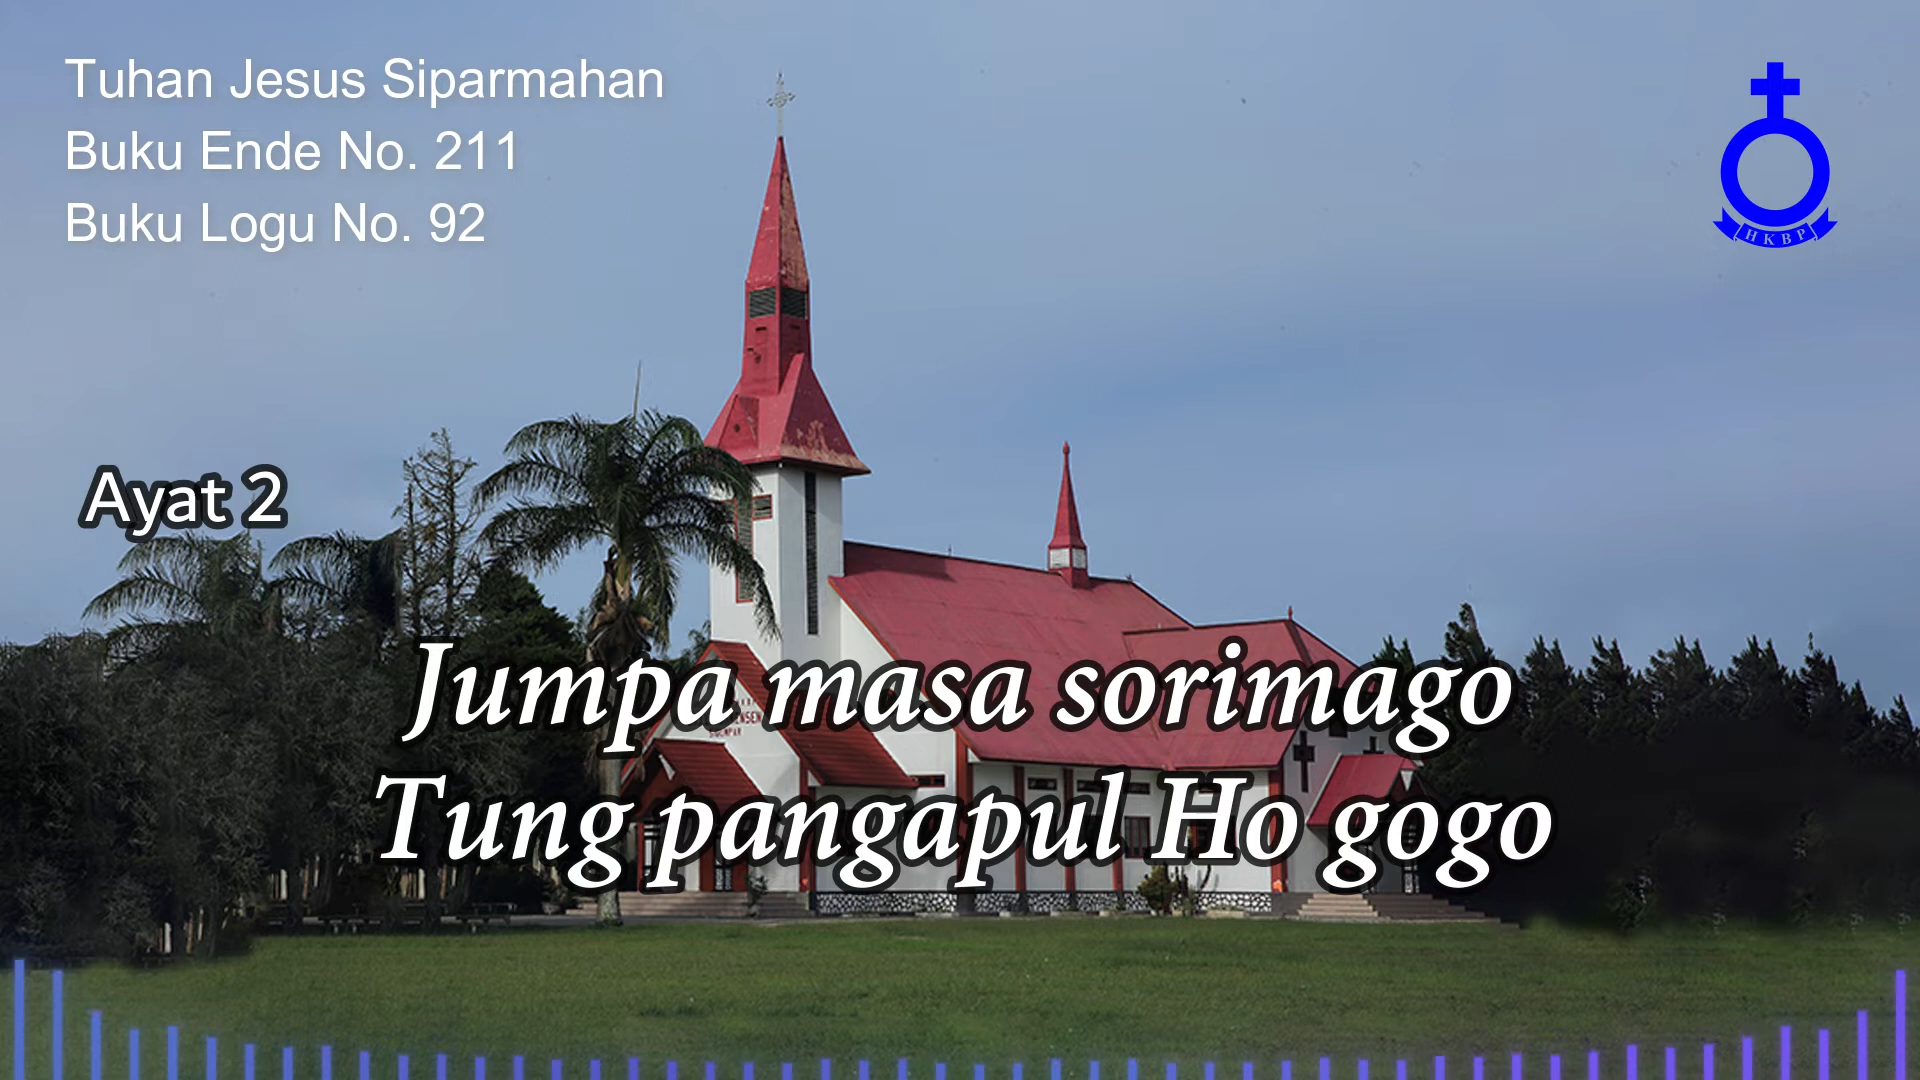 Tuhan Jesus Siparmahan
Buku Ende No. 211
Buku Logu No. 92
HKBP
Ayat 2
Jumpa masa sorimago
Tung pangapul Ho gogo